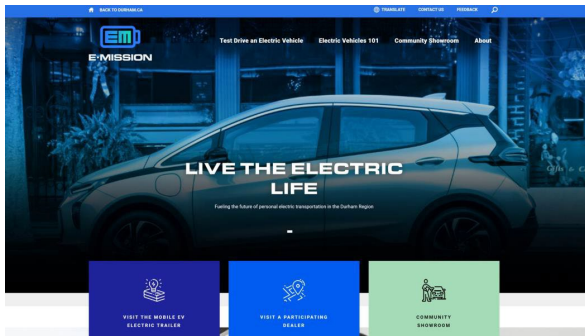 BACK TO DURHAM.CA
TRANSLATE CONTACT US FEEDBACK
EM
E·MISSION
Test Drive an Electric Vehicle Electric Vehicles 101 Community Showroom About
LIVE THE ELECTRIC
LIFE
Fueling the future of personal electric transportation in the Durham Region
VISIT THE MOBILE EV
ELECTRIC TRAILER
VISIT A PARTICIPATING
DEALER
COMMUNITY
SHOWROOM